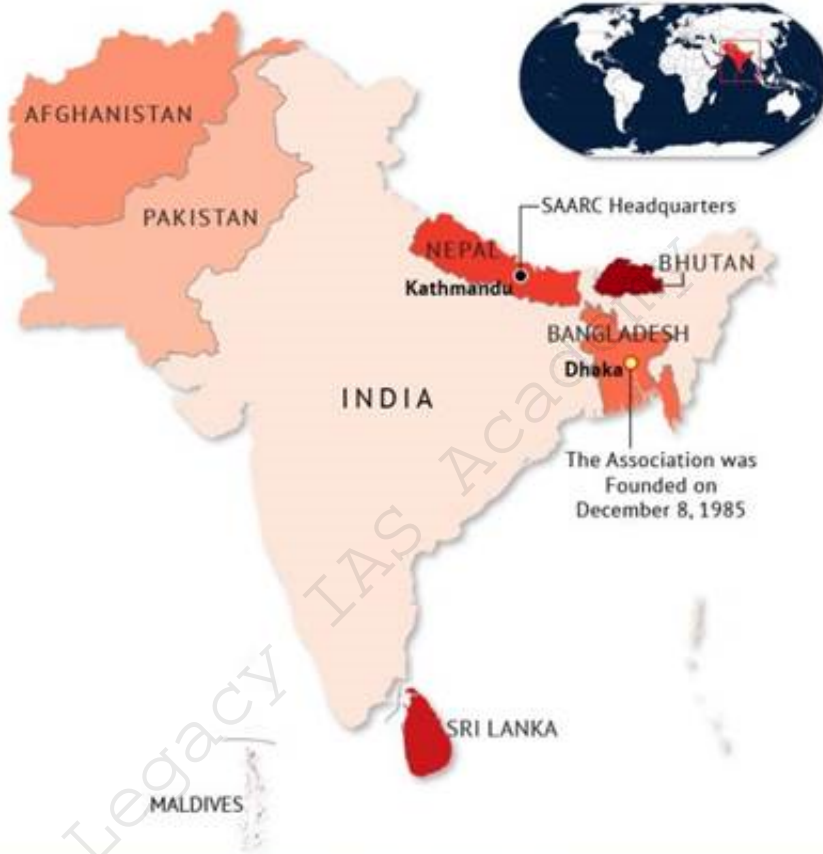 AFGHANISTAN
PAKISTAN
SAARC Headquarters
NEPAL
BHUTAN
Kathmandu
BANGLADESH
Dhaka
INDIA
The Association was
Founded on
December 8, 1985
SRI LANKA
MALDIVES
Legacy IAS Academy